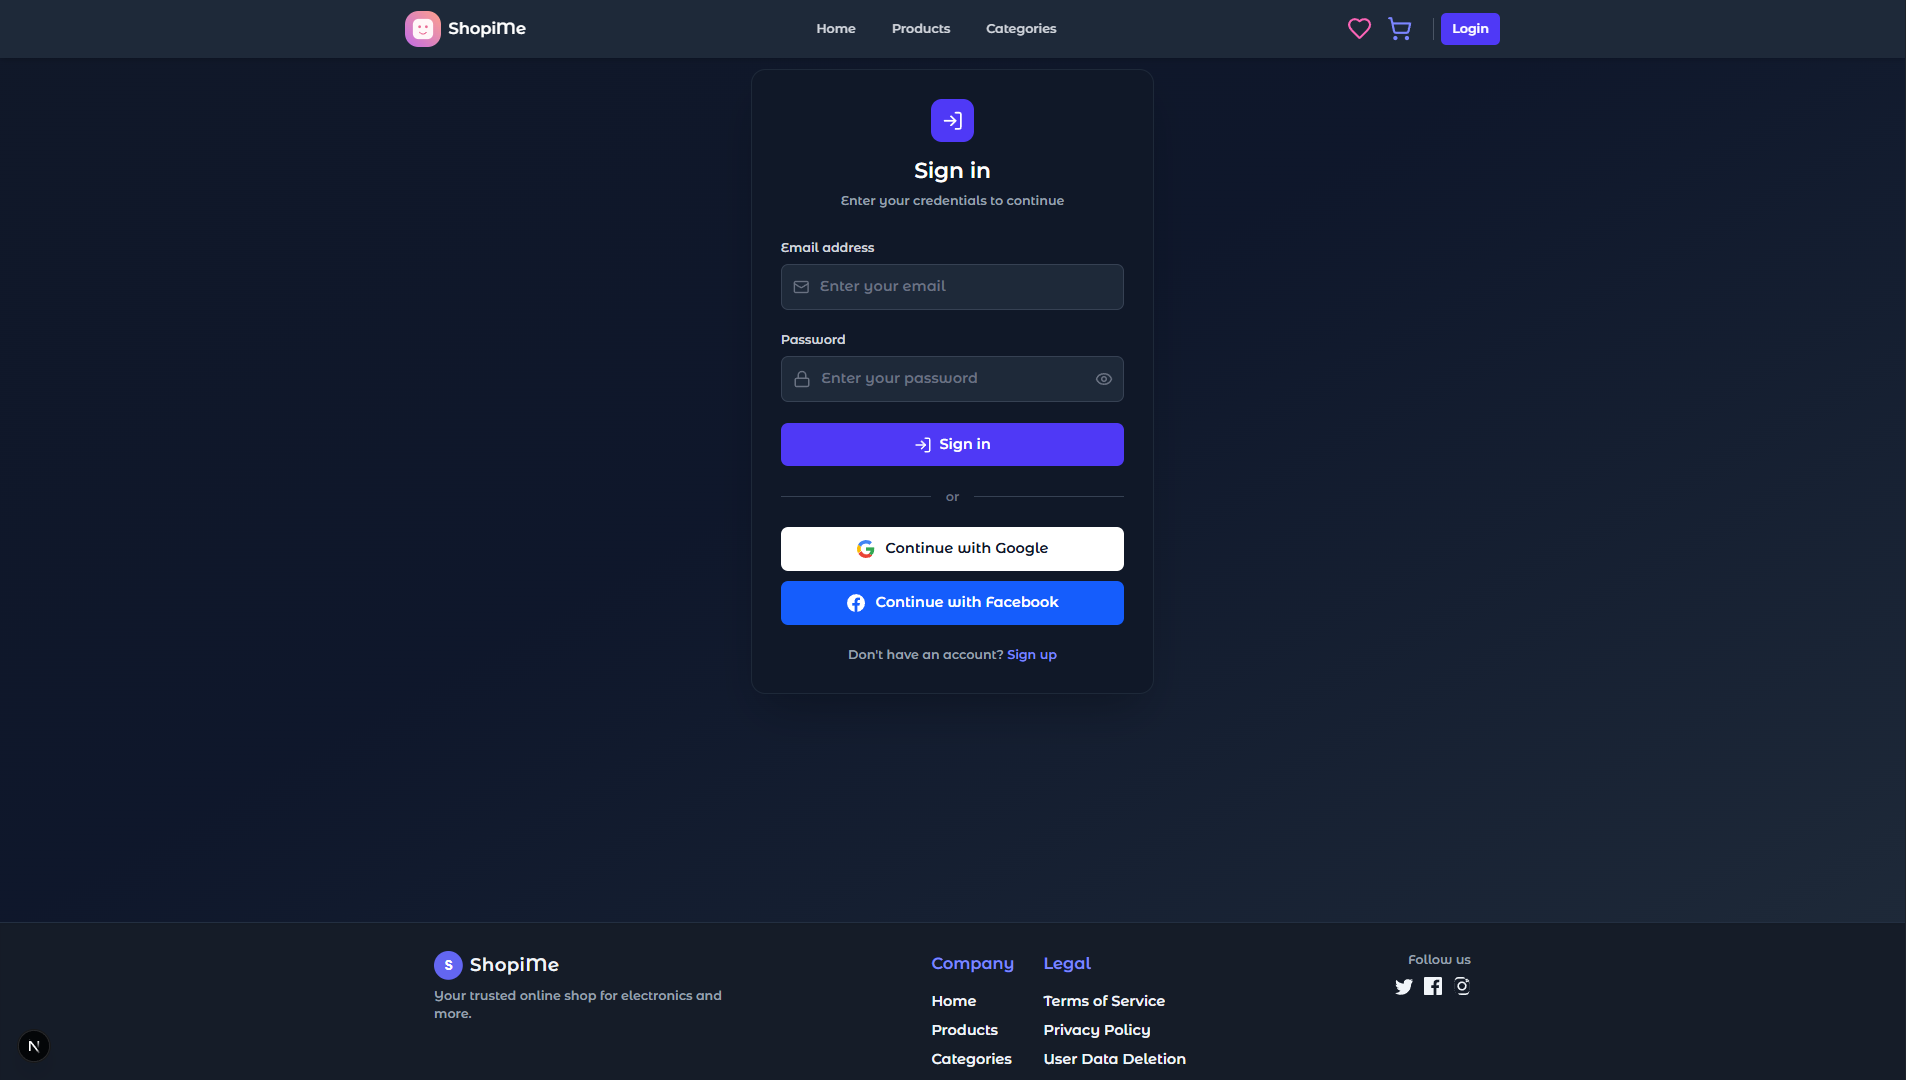 ShopiMe
Home
Products
Categories
Login
Sign in
Enter your credentials to continue
Email address
Enter your email
Password
Enter your password
Sign in
or
Continue with Google
Continue with Facebook
Don't have an account? Sign up
S ShopiMe
Your trusted online shop for electronics and
more.
Company
Home
Products
Categories
Legal
Terms of Service
Privacy Policy
User Data Deletion
Follow us
N